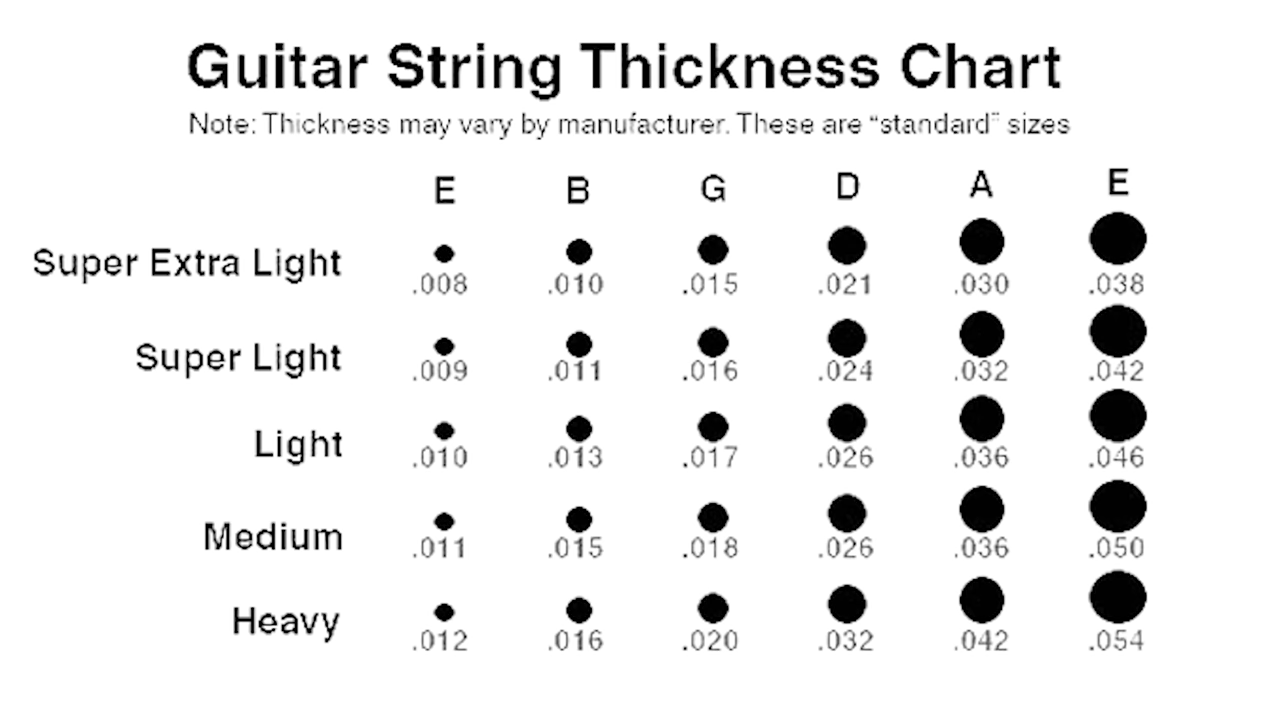 Guitar String Thickness Chart
Note: Thickness may vary by manufacturer. These are “standard” sizes
E B G D A E
Super Extra Light .008 .010 .015 .021 .030 .038
Super Light .009 .011 .016 .024 .032 .042
Light .010 .013 .017 .026 .036 .046
Medium .011 .015 .018 .026 .036 .050
Heavy .012 .016 .020 .032 .042 .054